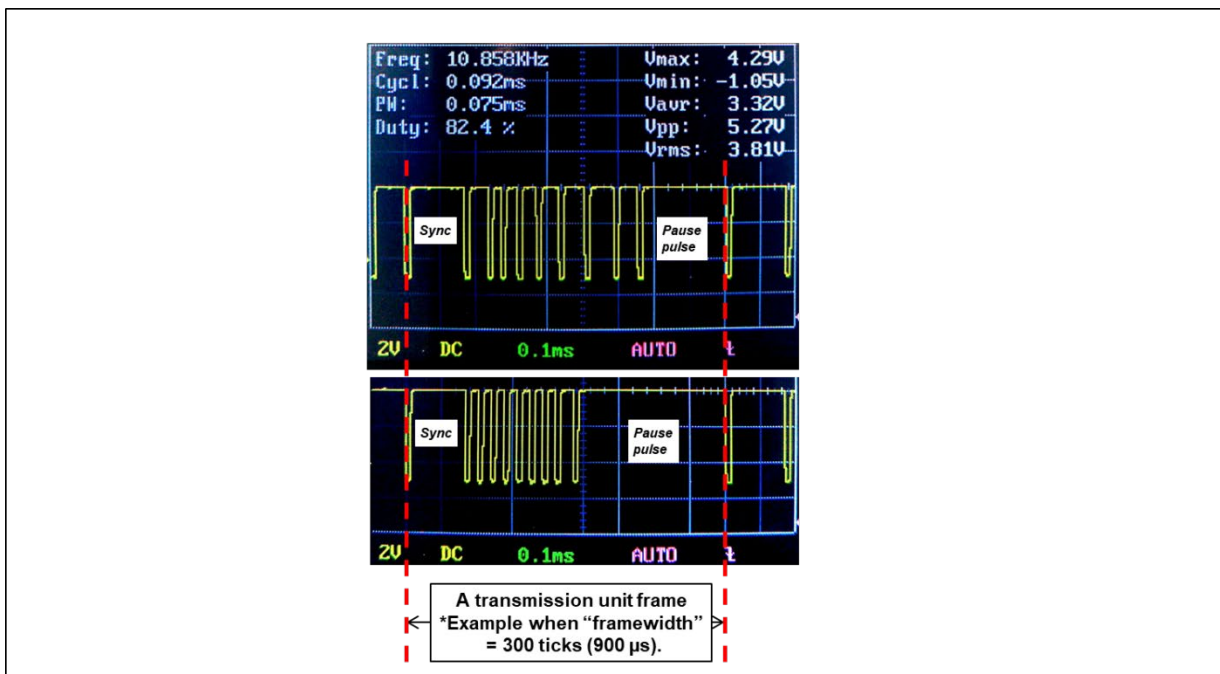 Freq: 10.858KHz
Vmax: 4.29V
Cycl: 0.092ms
Vmin: -1.05V
PW: 0.075ms
Vavr: 3.32V
Duty: 82.4 %
Vpp: 5.27V
Vrms: 3.81V
Sync
Pause
pulse
2V DC 0.1ms AUTO
Sync
Pause
pulse
2V DC 0.1ms AUTO
A transmission unit frame
*Example when “framewidth”
= 300 ticks (900 µs).